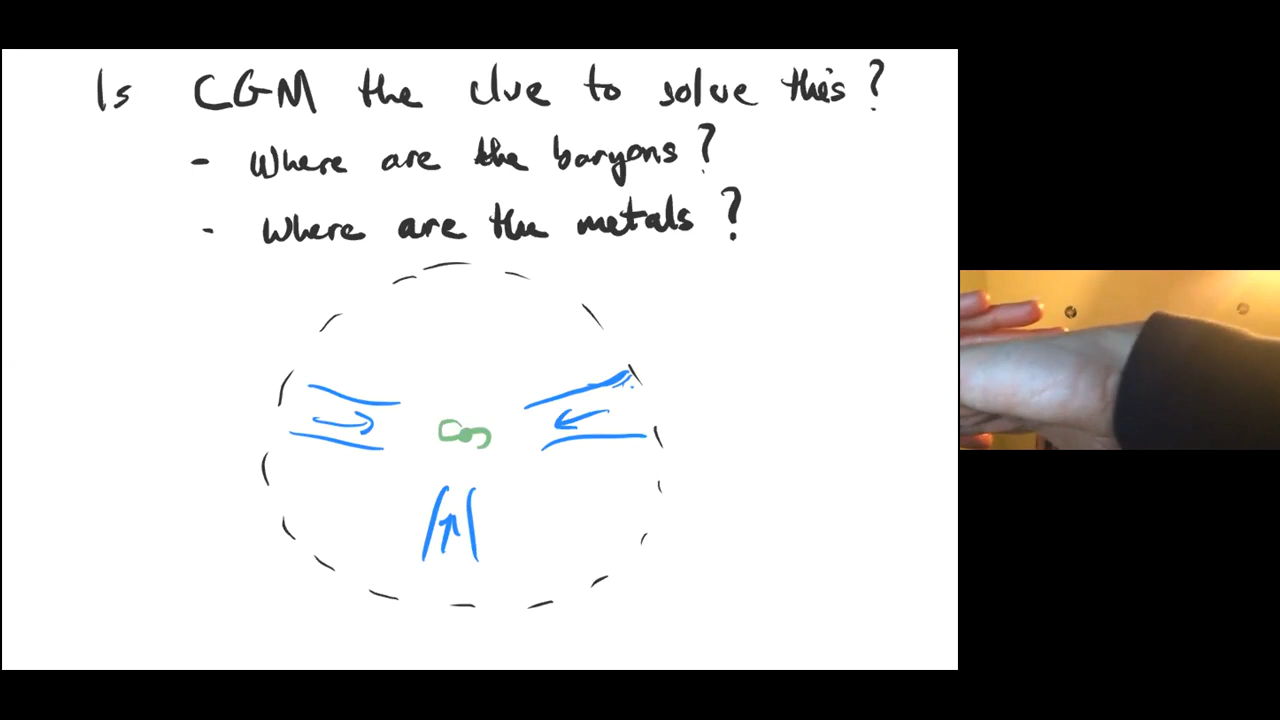 Is CGM the clue to solve this?
- Where are the baryons?
- Where are the metals?